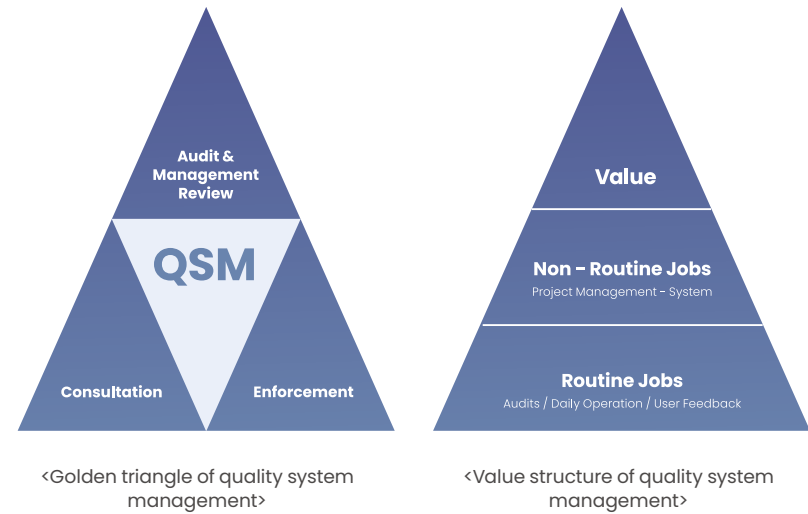 Audit &
Management
Review
QSM
Consultation
Enforcement
<Golden triangle of quality system
management>
Value
Non – Routine Jobs
Project Management – System
Routine Jobs
Audits / Daily Operation / User Feedback
<Value structure of quality system
management>